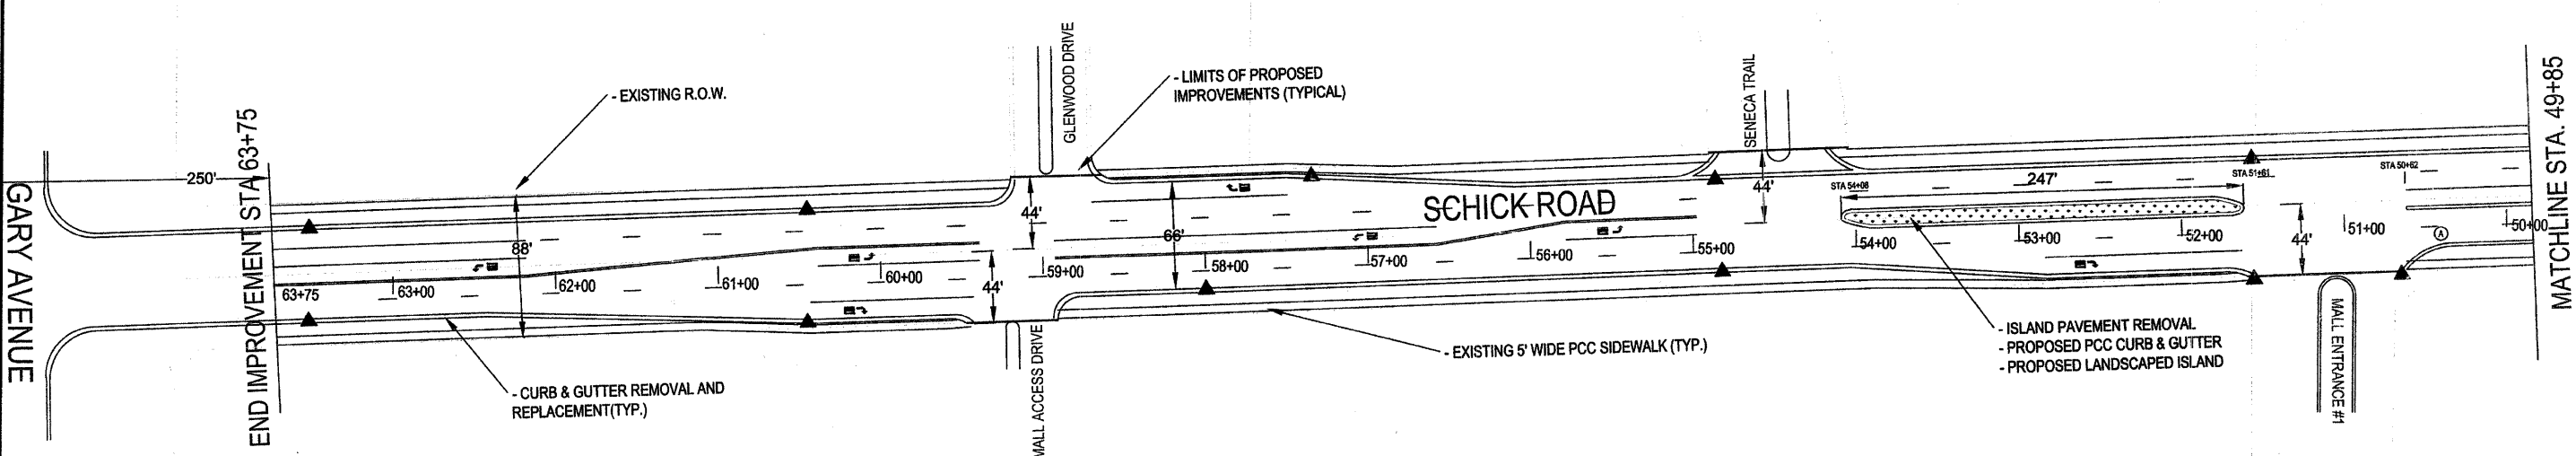 GARY AVENUE
250'
END IMPROVEMENT STA 63+75
- EXISTING R.O.W.
88'
63+75
63+00
62+00
61+00
60+00
59+00
58+00
57+00
56+00
55+00
54+00
53+00
52+00
51+00
50+00
- CURB & GUTTER REMOVAL AND
REPLACEMENT(TYP.)
GLENWOOD DRIVE
44'
44'
MALL ACCESS DRIVE
- LIMITS OF PROPOSED
IMPROVEMENTS (TYPICAL)
66'
SCHICK ROAD
- EXISTING 5' WIDE PCC SIDEWALK (TYP.)
SENECA TRAIL
44'
STA 54+08
247'
STA 51+61
STA 50+62
44'
A
- ISLAND PAVEMENT REMOVAL
- PROPOSED PCC CURB & GUTTER
- PROPOSED LANDSCAPED ISLAND
MALL ENTRANCE #1
MATCHLINE STA. 49+85